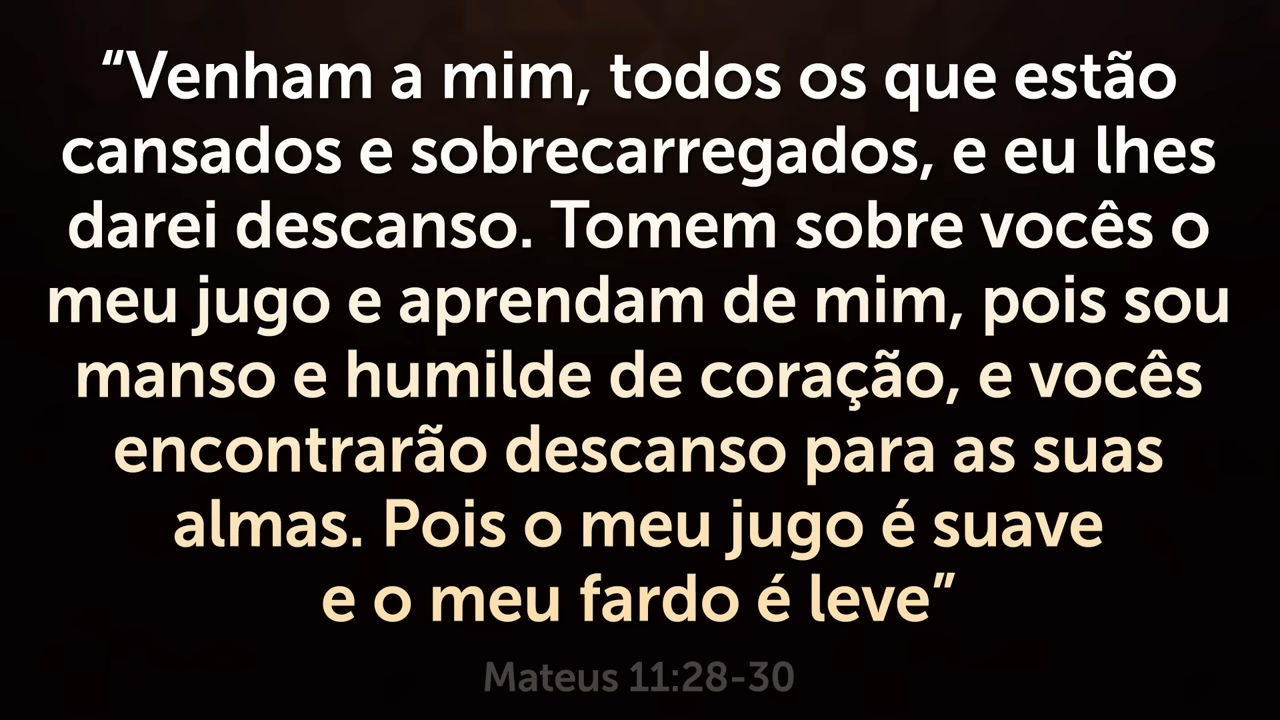 “Venham a mim, todos os que estão
cansados e sobrecarregados, e eu lhes
darei descanso. Tomem sobre vocês o
meu jugo e aprendam de mim, pois sou
manso e humilde de coração, e vocês
encontrarão descanso para as suas
almas. Pois o meu jugo é suave
e o meu fardo é leve”
Mateus 11:28-30